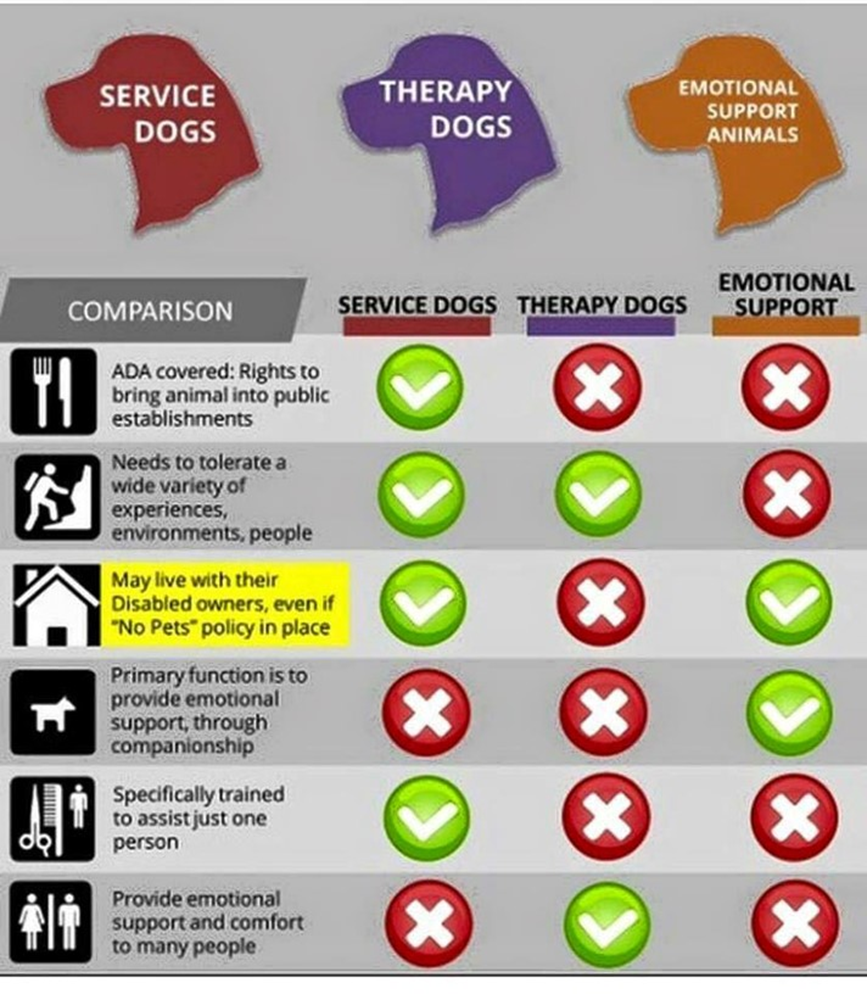 SERVICE
DOGS
THERAPY
DOGS
EMOTIONAL
SUPPORT
ANIMALS
COMPARISON
SERVICE DOGS
THERAPY DOGS
EMOTIONAL
SUPPORT
ADA covered: Rights to
bring animal into public
establishments
Needs to tolerate a
wide variety of
experiences,
environments, people
May live with their
Disabled owners, even if
"No Pets" policy in place
Primary function is to
provide emotional
support, through
companionship
Specifically trained
to assist just one
person
Provide emotional
support and comfort
to many people